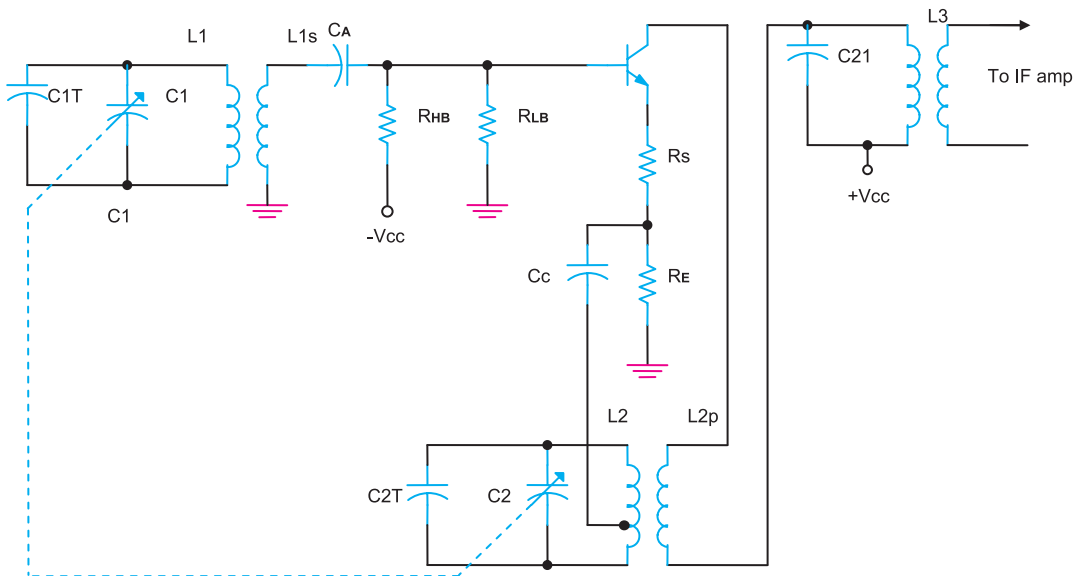 L3
L1
L1s
CA
C1T
C1
C21
To IF amp
RHB
RLB
Rs
+Vcc
C1
-Vcc
Cc
RE
L2
L2p
C2T
C2